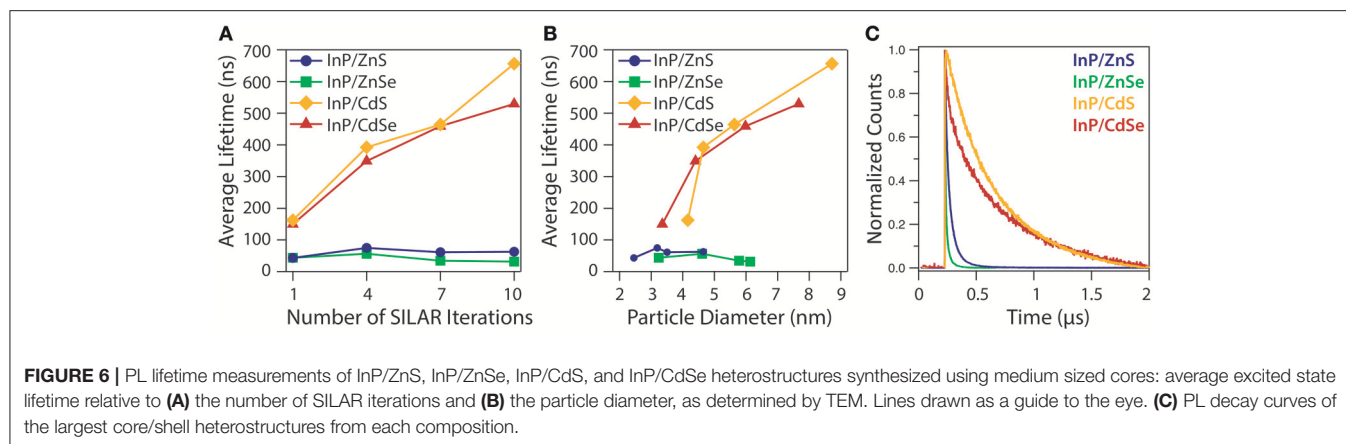 A
700
600
500
400
300
200
100
0
Average Lifetime (ns)
InP/ZnS
InP/ZnSe
InP/CdS
InP/CdSe
1 4 7 10
Number of SILAR Iterations
B
700
600
500
400
300
200
100
0
Average Lifetime (ns)
InP/ZnS
InP/ZnSe
InP/CdS
InP/CdSe
2 3 4 5 6 7 8 9
Particle Diameter (nm)
C
1.0
0.8
0.6
0.4
0.2
0.0
Normalized Counts
InP/ZnS
InP/ZnSe
InP/CdS
InP/CdSe
0 0.5 1 1.5 2
Time (µs)
FIGURE 6 | PL lifetime measurements of InP/ZnS, InP/ZnSe, InP/CdS, and InP/CdSe heterostructures synthesized using medium sized cores: average excited state
lifetime relative to (A) the number of SILAR iterations and (B) the particle diameter, as determined by TEM. Lines drawn as a guide to the eye. (C) PL decay curves of
the largest core/shell heterostructures from each composition.